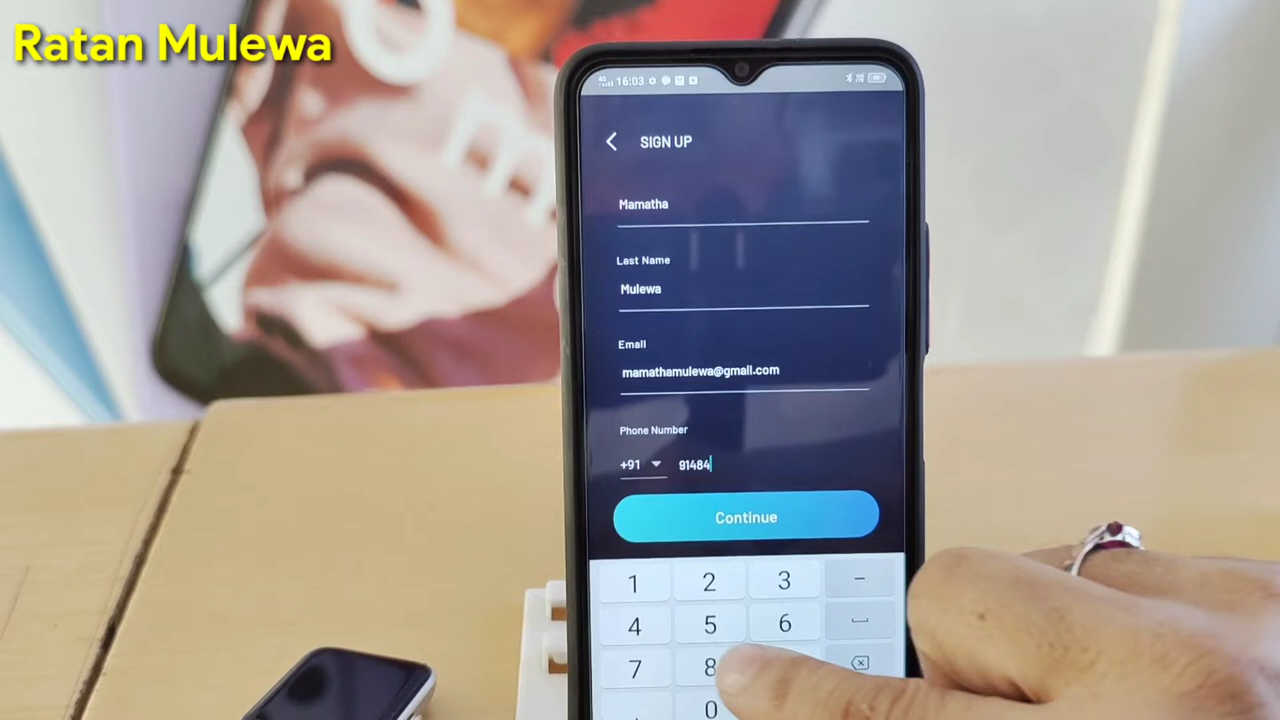 Ratan Mulewa
16:03
SIGN UP
Mamatha
Last Name
Mulewa
Email
mamathamulewa@gmail.com
Phone Number
+91 91484
Continue
1 2 3 -
4 5 6
7 8
0